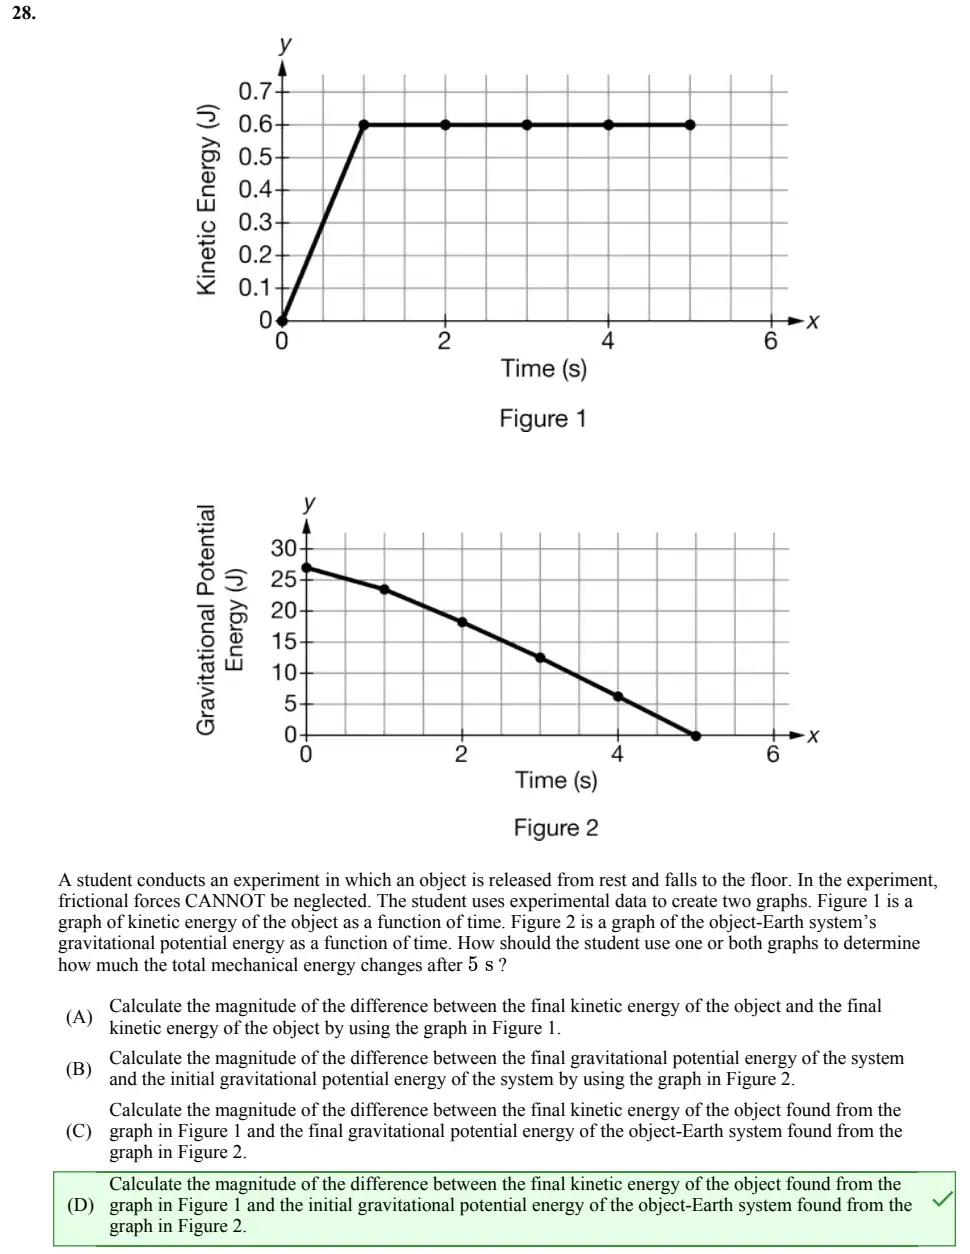 28.
y
0.7
0.6
0.5
0.4
0.3
0.2
0.1
0
Kinetic Energy (J)
0 2 4 6
x
Time (s)
Figure 1
y
Gravitational Potential
Energy (J)
30
25
20
15
10
5
0
0 2 4 6
x
Time (s)
Figure 2
A student conducts an experiment in which an object is released from rest and falls to the floor. In the experiment,
frictional forces CANNOT be neglected. The student uses experimental data to create two graphs. Figure 1 is a
graph of kinetic energy of the object as a function of time. Figure 2 is a graph of the object-Earth system’s
gravitational potential energy as a function of time. How should the student use one or both graphs to determine
how much the total mechanical energy changes after 5 s ?
(A) Calculate the magnitude of the difference between the final kinetic energy of the object and the final
kinetic energy of the object by using the graph in Figure 1.
(B) Calculate the magnitude of the difference between the final gravitational potential energy of the system
and the initial gravitational potential energy of the system by using the graph in Figure 2.
Calculate the magnitude of the difference between the final kinetic energy of the object found from the
(C) graph in Figure 1 and the final gravitational potential energy of the object-Earth system found from the
graph in Figure 2.
Calculate the magnitude of the difference between the final kinetic energy of the object found from the
(D) graph in Figure 1 and the initial gravitational potential energy of the object-Earth system found from the
graph in Figure 2.